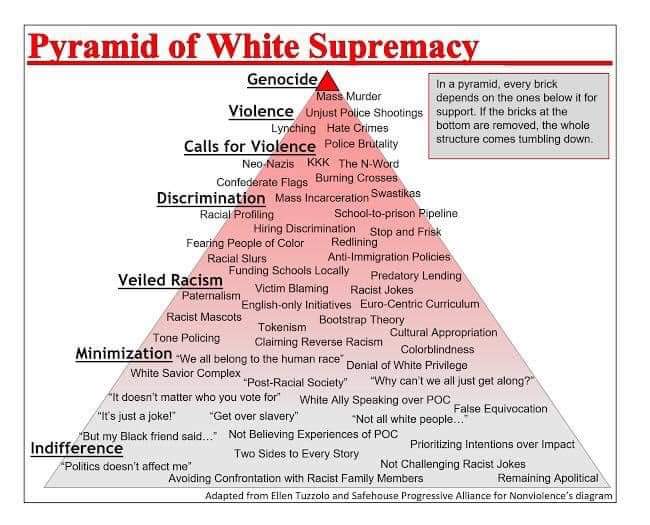 Pyramid of White Supremacy
In a pyramid, every brick
depends on the ones below it for
support. If the bricks at the
bottom are removed, the whole
structure comes tumbling down.
Genocide
Mass Murder
Violence Unjust Police Shootings
Lynching Hate Crimes
Calls for Violence Police Brutality
Neo-Nazis KKK The N-Word
Confederate Flags Burning Crosses
Discrimination Mass Incarceration Swastikas
Racial Profiling School-to-prison Pipeline
Hiring Discrimination Stop and Frisk
Fearing People of Color Redlining
Racial Slurs Anti-Immigration Policies
Funding Schools Locally Predatory Lending
Veiled Racism Victim Blaming Racist Jokes
Paternalism English-only Initiatives Euro-Centric Curriculum
Racist Mascots Tokenism Bootstrap Theory
Tone Policing Claiming Reverse Racism Cultural Appropriation
Colorblindness
Minimization "We all belong to the human race" Denial of White Privilege
White Savior Complex "Post-Racial Society" "Why can't we all just get along?"
"It doesn't matter who you vote for" White Ally Speaking over POC
"It's just a joke!" "Get over slavery" "Not all white people…" False Equivocation
"But my Black friend said…" Not Believing Experiences of POC Prioritizing Intentions over Impact
Indifference Two Sides to Every Story
"Politics doesn't affect me" Not Challenging Racist Jokes
Avoiding Confrontation with Racist Family Members Remaining Apolitical
Adapted from Ellen Tuzzolo and Safehouse Progressive Alliance for Nonviolence's diagram